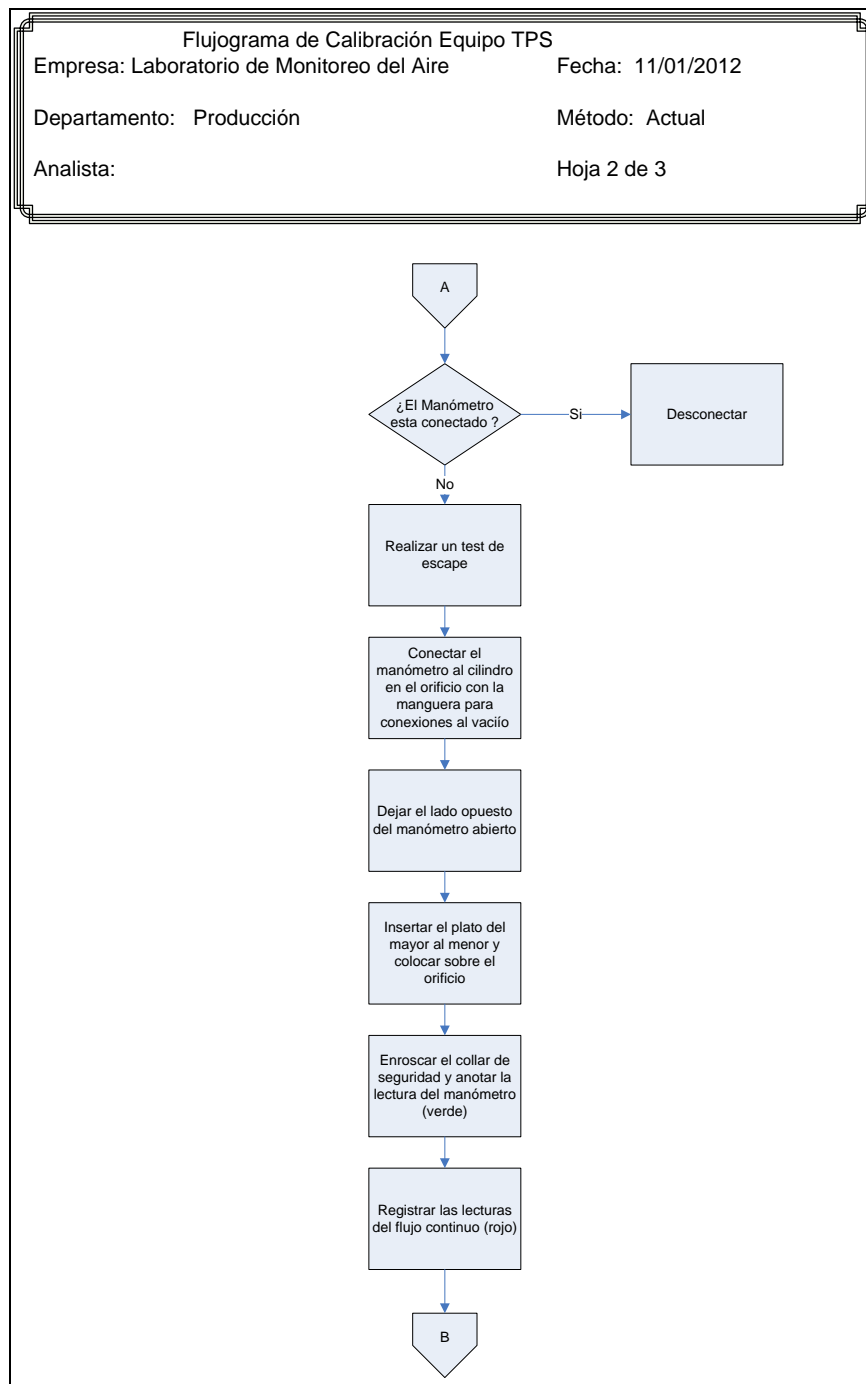 Flujograma de Calibración Equipo TPS
Empresa: Laboratorio de Monitoreo del Aire
Fecha: 11/01/2012
Departamento: Producción
Método: Actual
Analista:
Hoja 2 de 3
A
¿El Manómetro
esta conectado ?
Si
Desconectar
No
Realizar un test de
escape
Conectar el
manómetro al cilindro
en el orificio con la
manguera para
conexiones al vaciío
Dejar el lado opuesto
del manómetro abierto
Insertar el plato del
mayor al menor y
colocar sobre el
orificio
Enroscar el collar de
seguridad y anotar la
lectura del manómetro
(verde)
Registrar las lecturas
del flujo continuo (rojo)
B